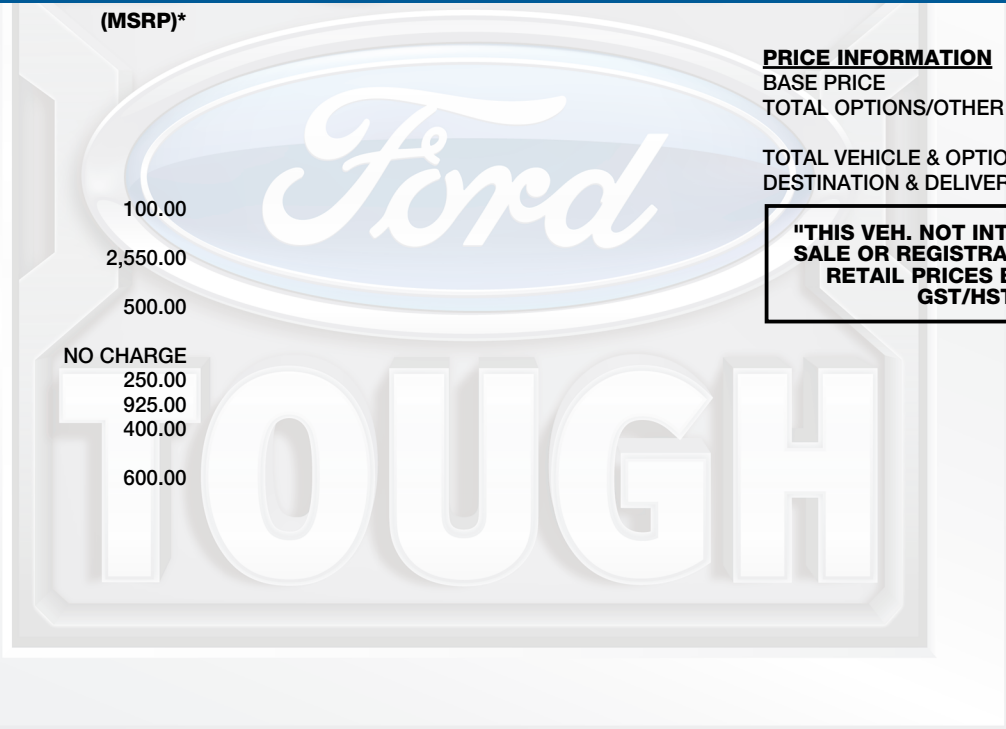 (MSRP)*
100.00
2,550.00
500.00
NO CHARGE
250.00
925.00
400.00
600.00
PRICE INFORMATION
BASE PRICE
TOTAL OPTIONS/OTHER
TOTAL VEHICLE & OPTIO
DESTINATION & DELIVER
"THIS VEH. NOT INT
SALE OR REGISTRA
RETAIL PRICES E
GST/HST
Ford
TOUGH